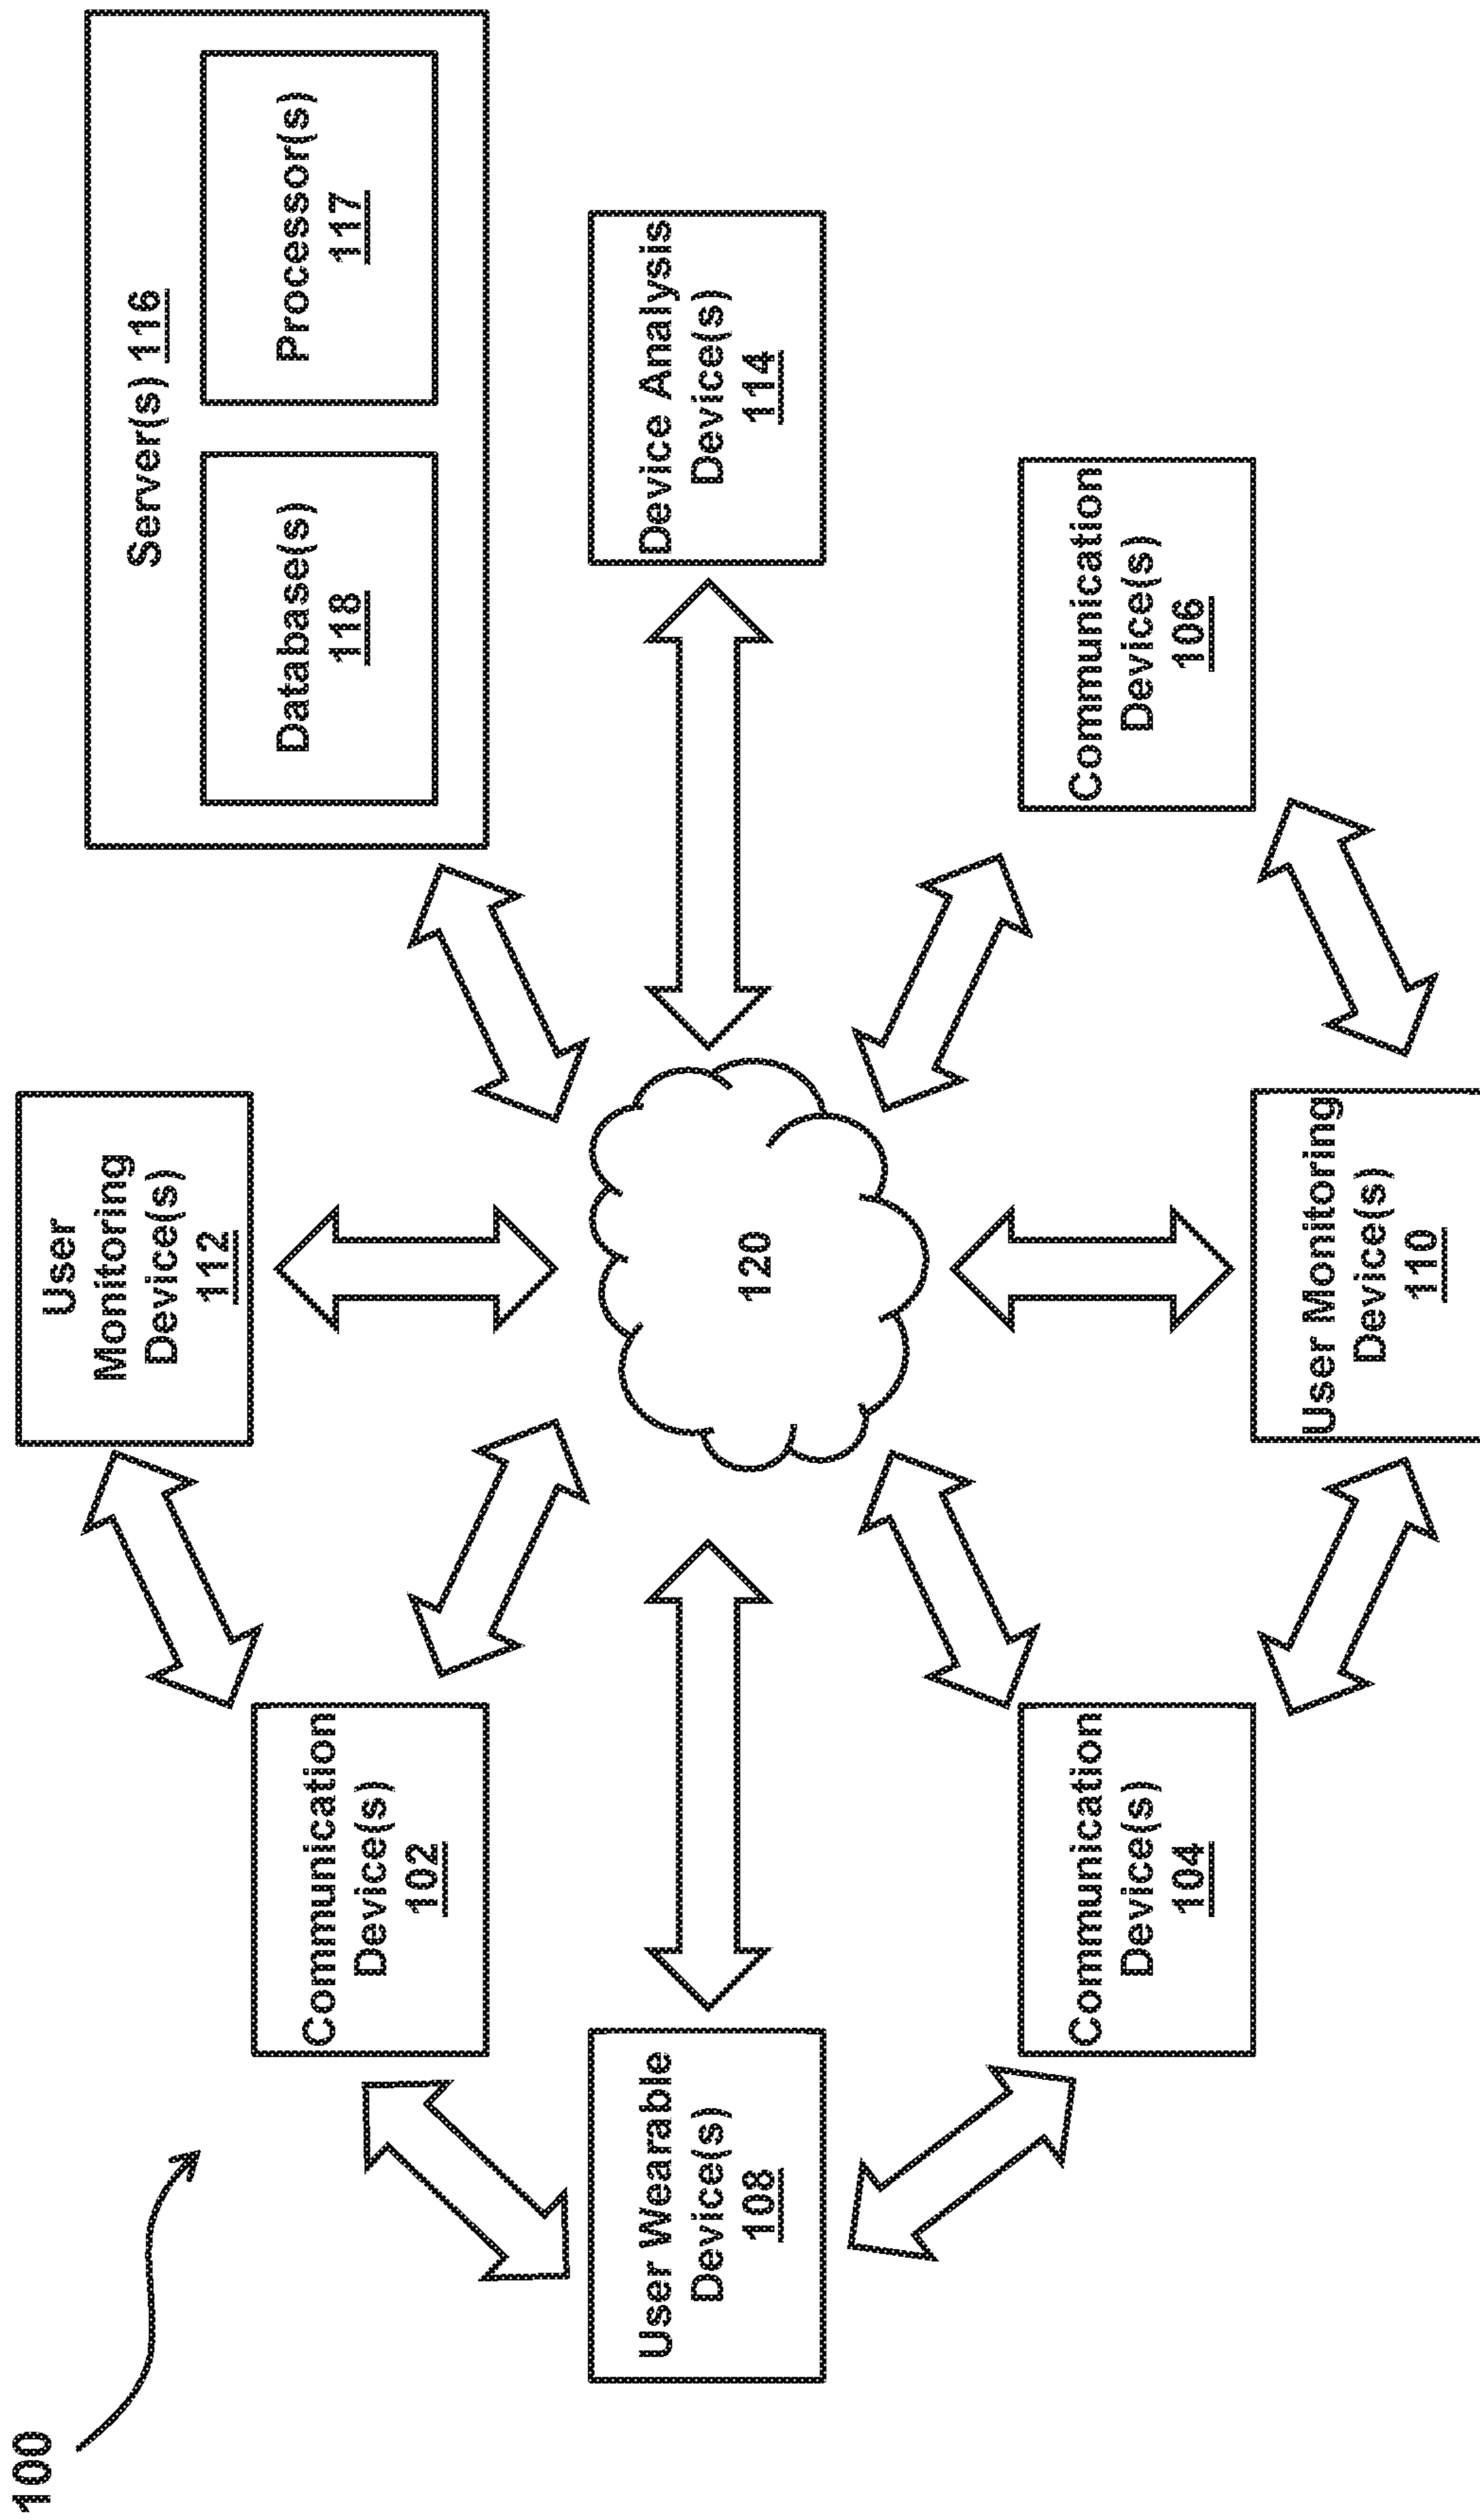 100
User
Monitoring
Device(s)
112
Server(s) 116
Database(s)
118
Processor(s)
117
Communication
Device(s)
102
User Wearable
Device(s)
108
120
Device Analysis
Device(s)
114
Communication
Device(s)
104
Communication
Device(s)
106
User Monitoring
Device(s)
110